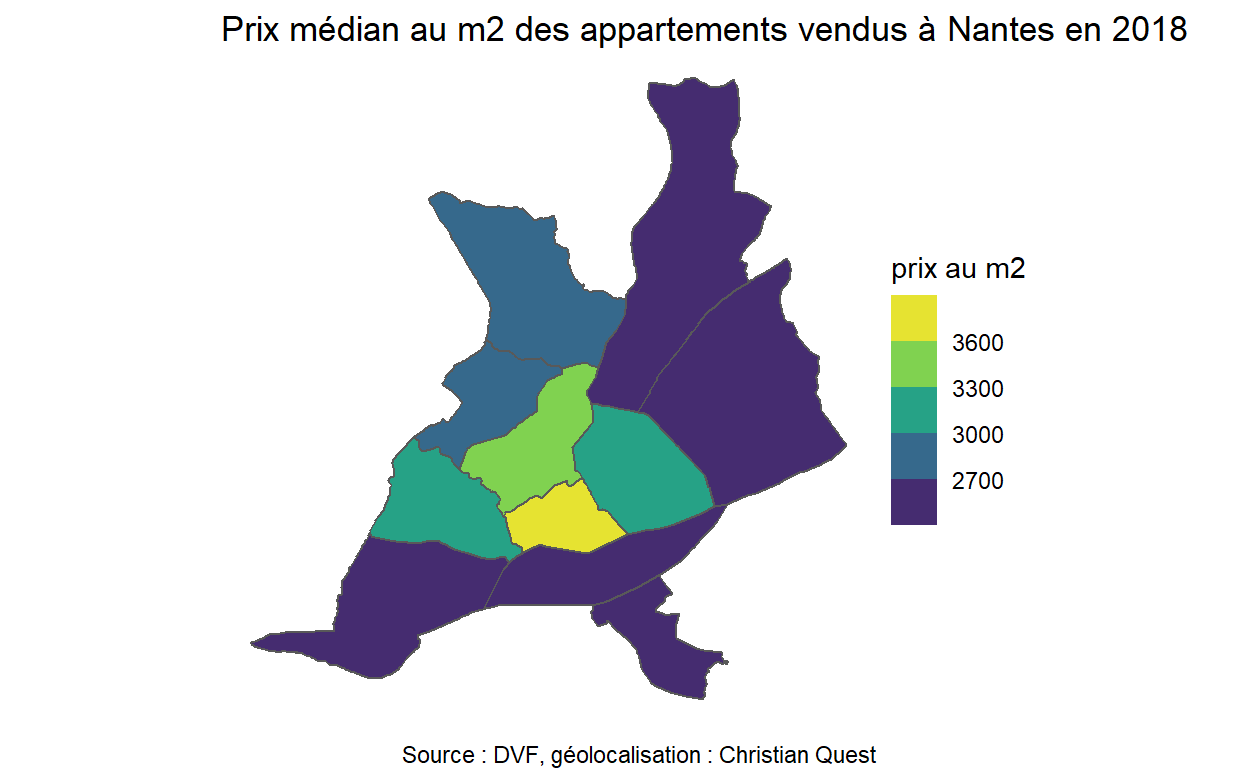 Prix médian au m2 des appartements vendus à Nantes en 2018
prix au m2
3600
3300
3000
2700
Source : DVF, géolocalisation : Christian Quest